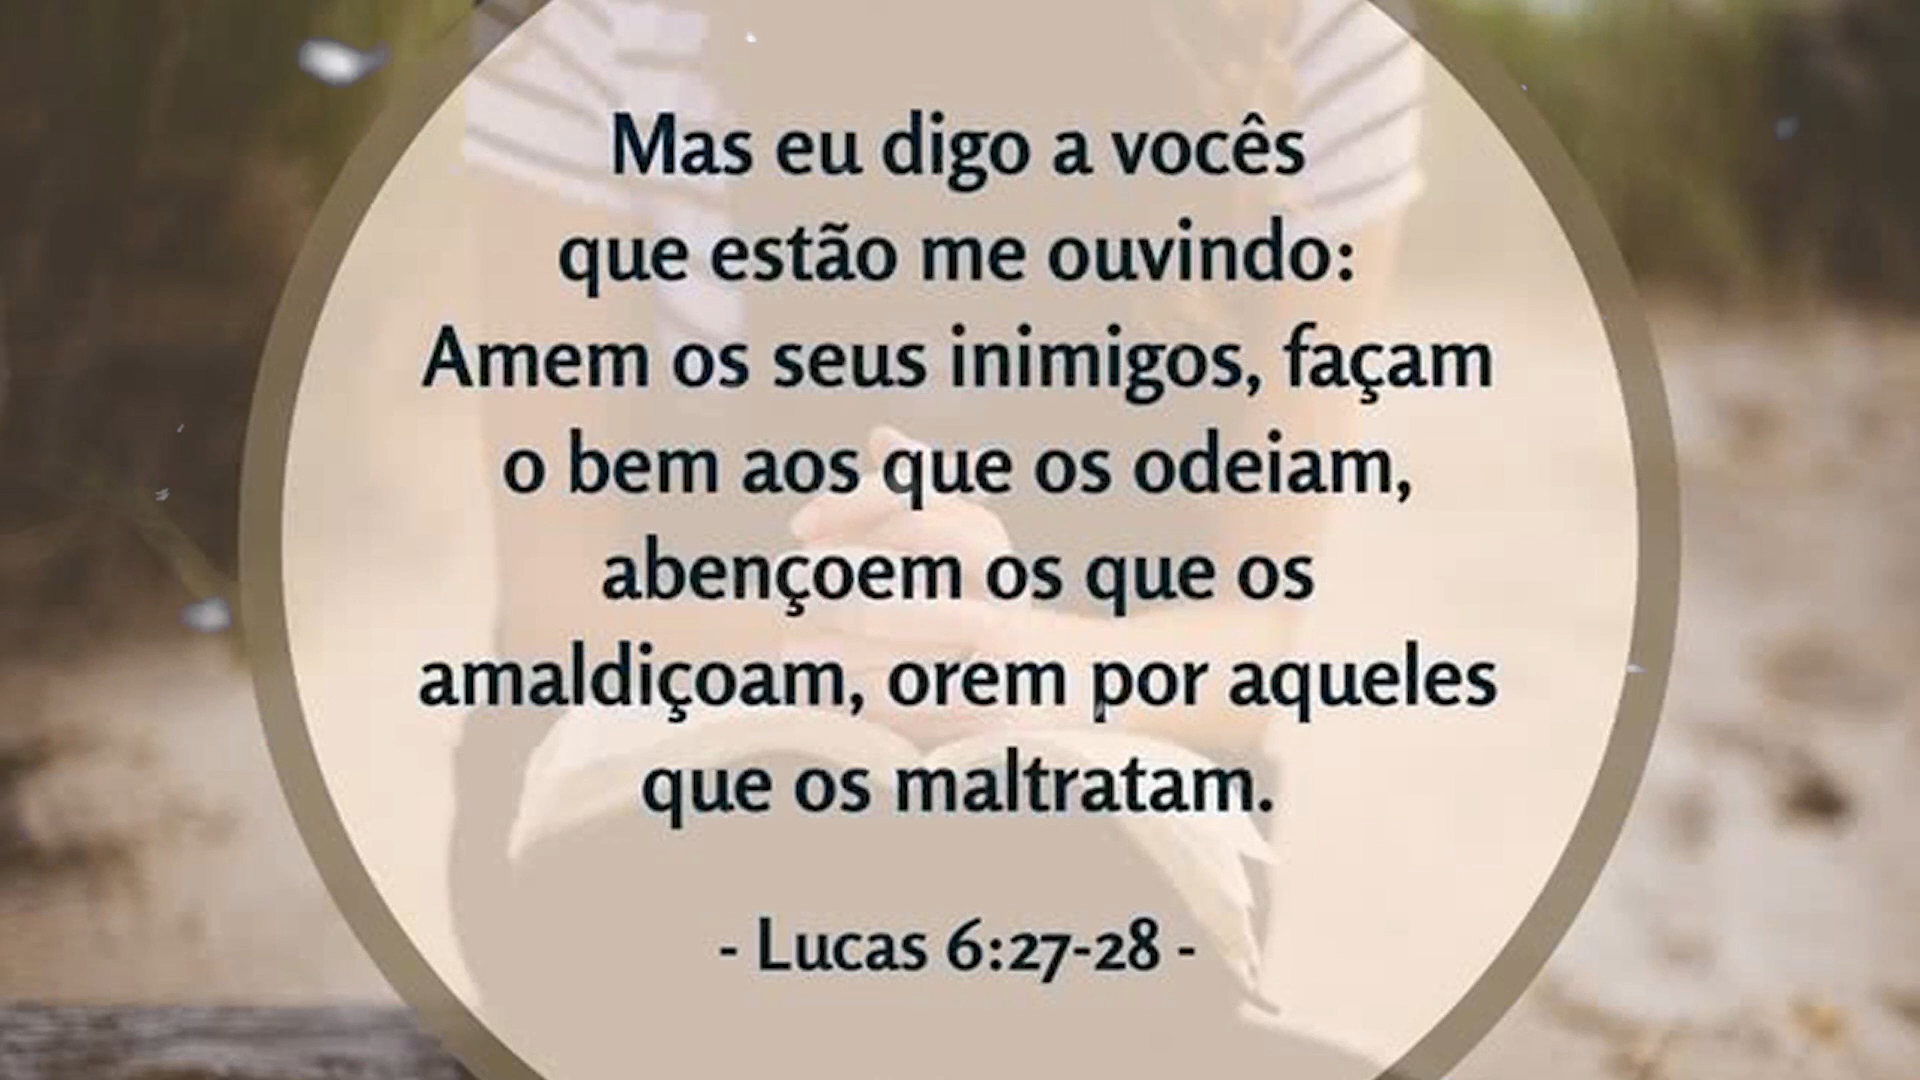 Mas eu digo a vocês
que estão me ouvindo:
Amem os seus inimigos, façam
o bem aos que os odeiam,
abençoem os que os
amaldiçoam, orem por aqueles
que os maltratam.
- Lucas 6:27-28 -